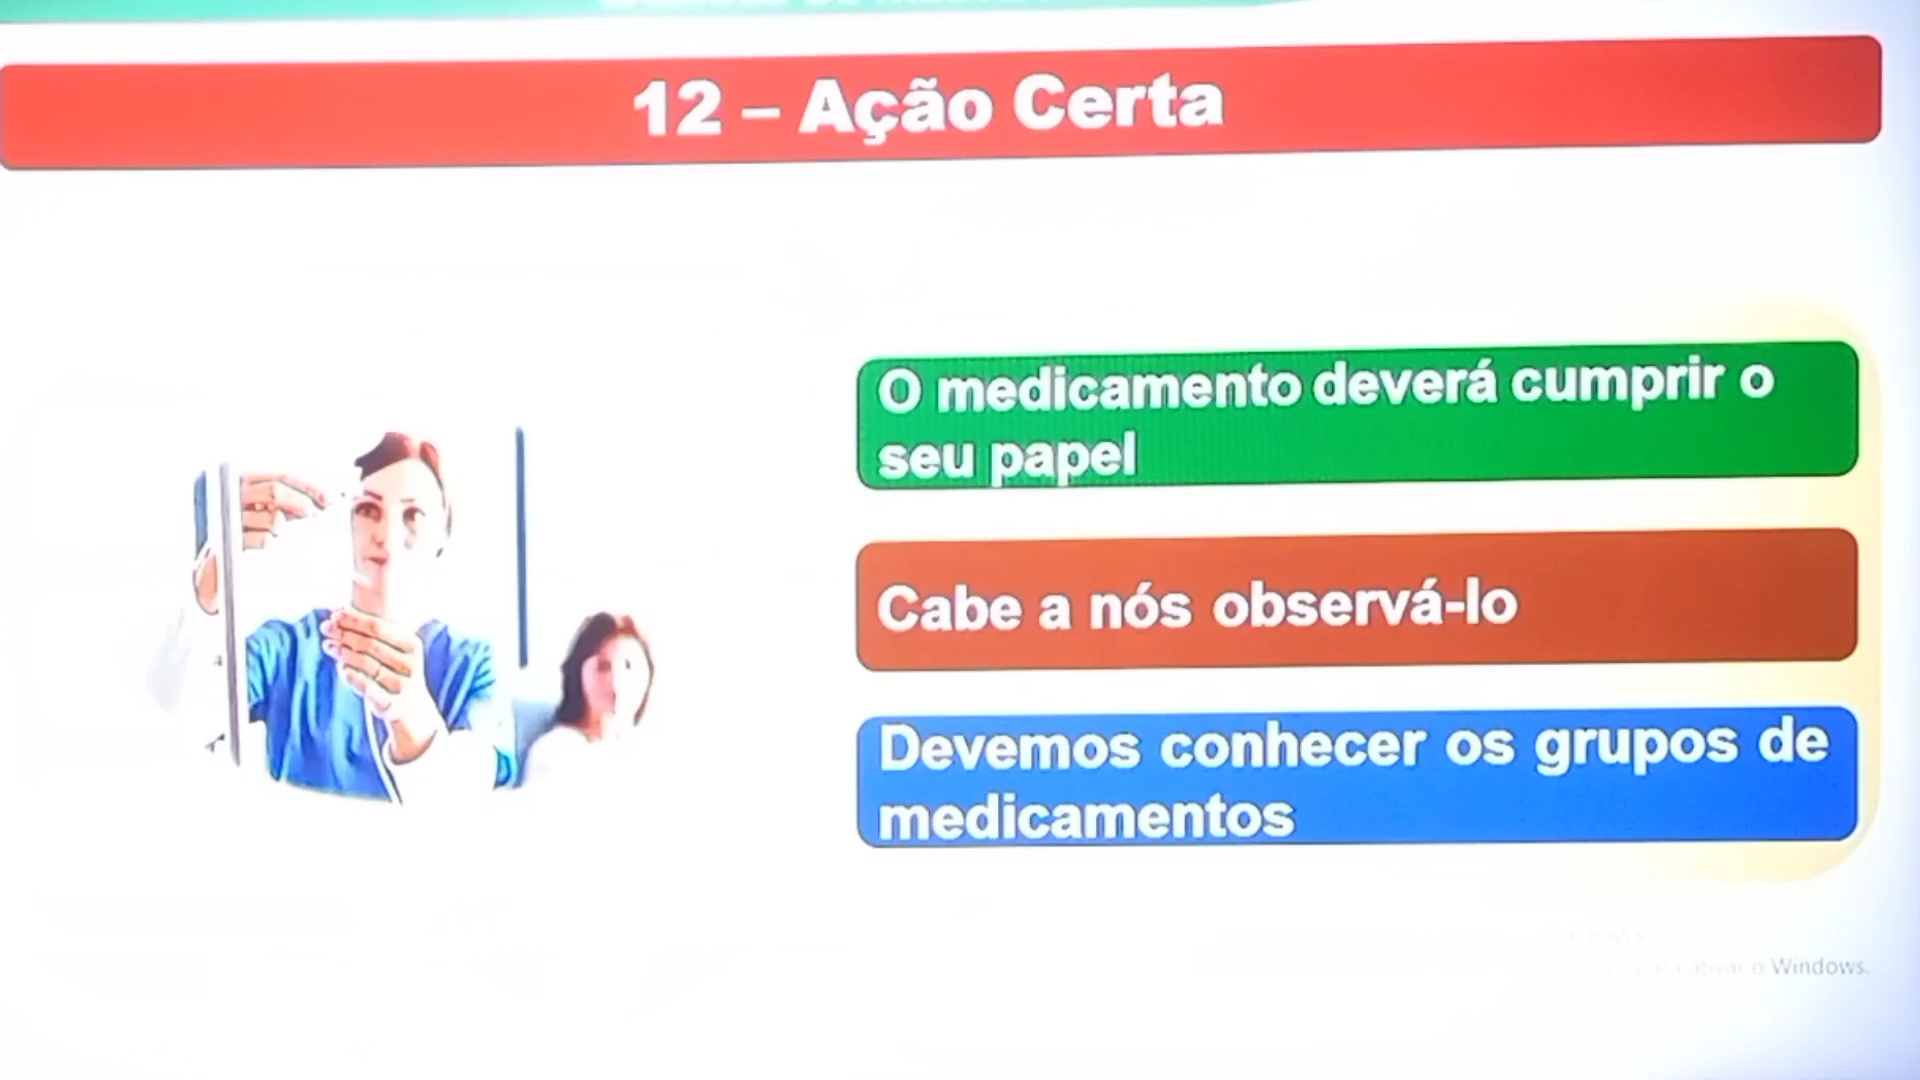 12 – Ação Certa
O medicamento deverá cumprir o
seu papel
Cabe a nós observá-lo
Devemos conhecer os grupos de
medicamentos
o Windows.